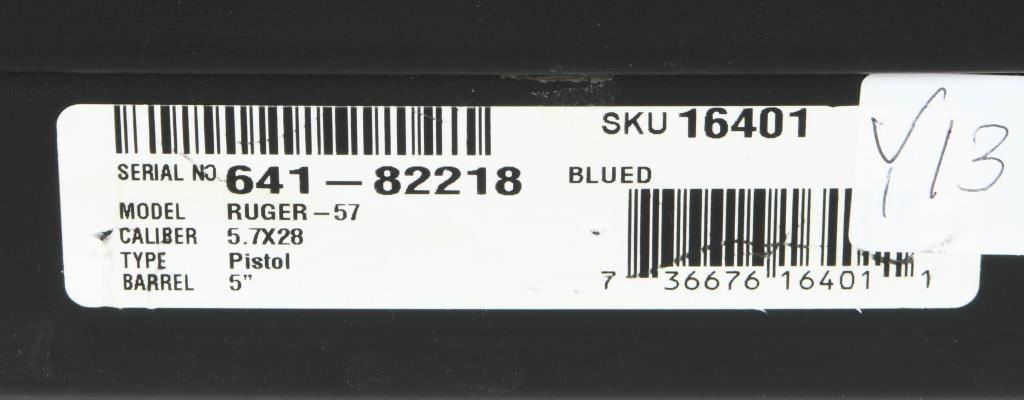 SKU 16401
Y13
SERIAL NO. 641-82218
BLUED
MODEL RUGER-57
CALIBER 5.7X28
TYPE Pistol
BARREL 5"
7 36676 16401 1